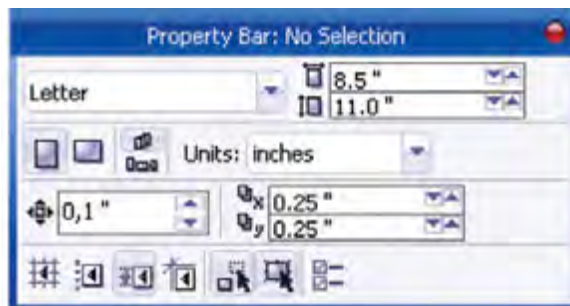 Property Bar: No Selection
Letter
8.5 "
11.0 "
Units: inches
0,1 "
x 0.25 "
y 0.25 "